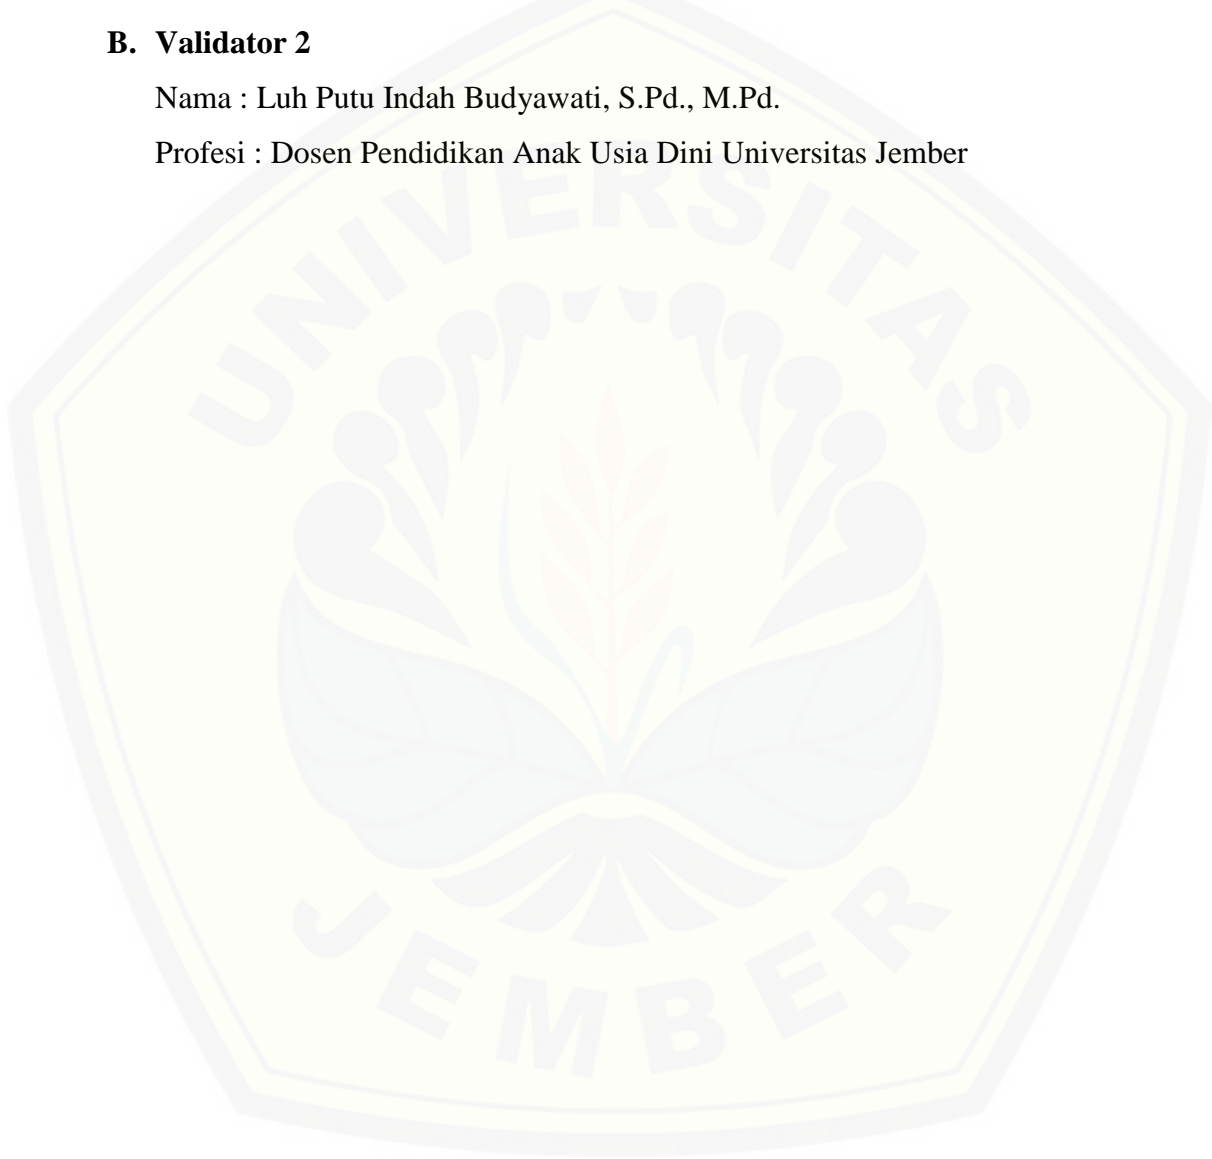 B. Validator 2
Nama : Luh Putu Indah Budyawati, S.Pd., M.Pd.
Profesi : Dosen Pendidikan Anak Usia Dini Universitas Jember
UNIVERSITAS
JEMBER